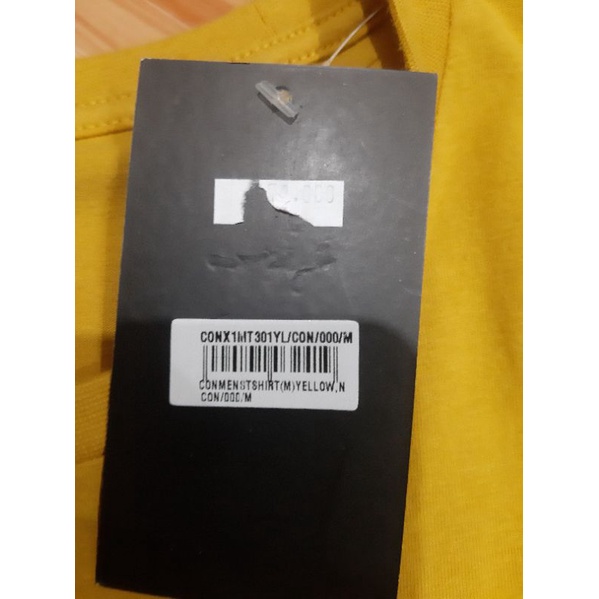 CONX1MT301YL/CON/000/M
CONMENSTSHIRT(M)YELLOW,N
CON/000/M